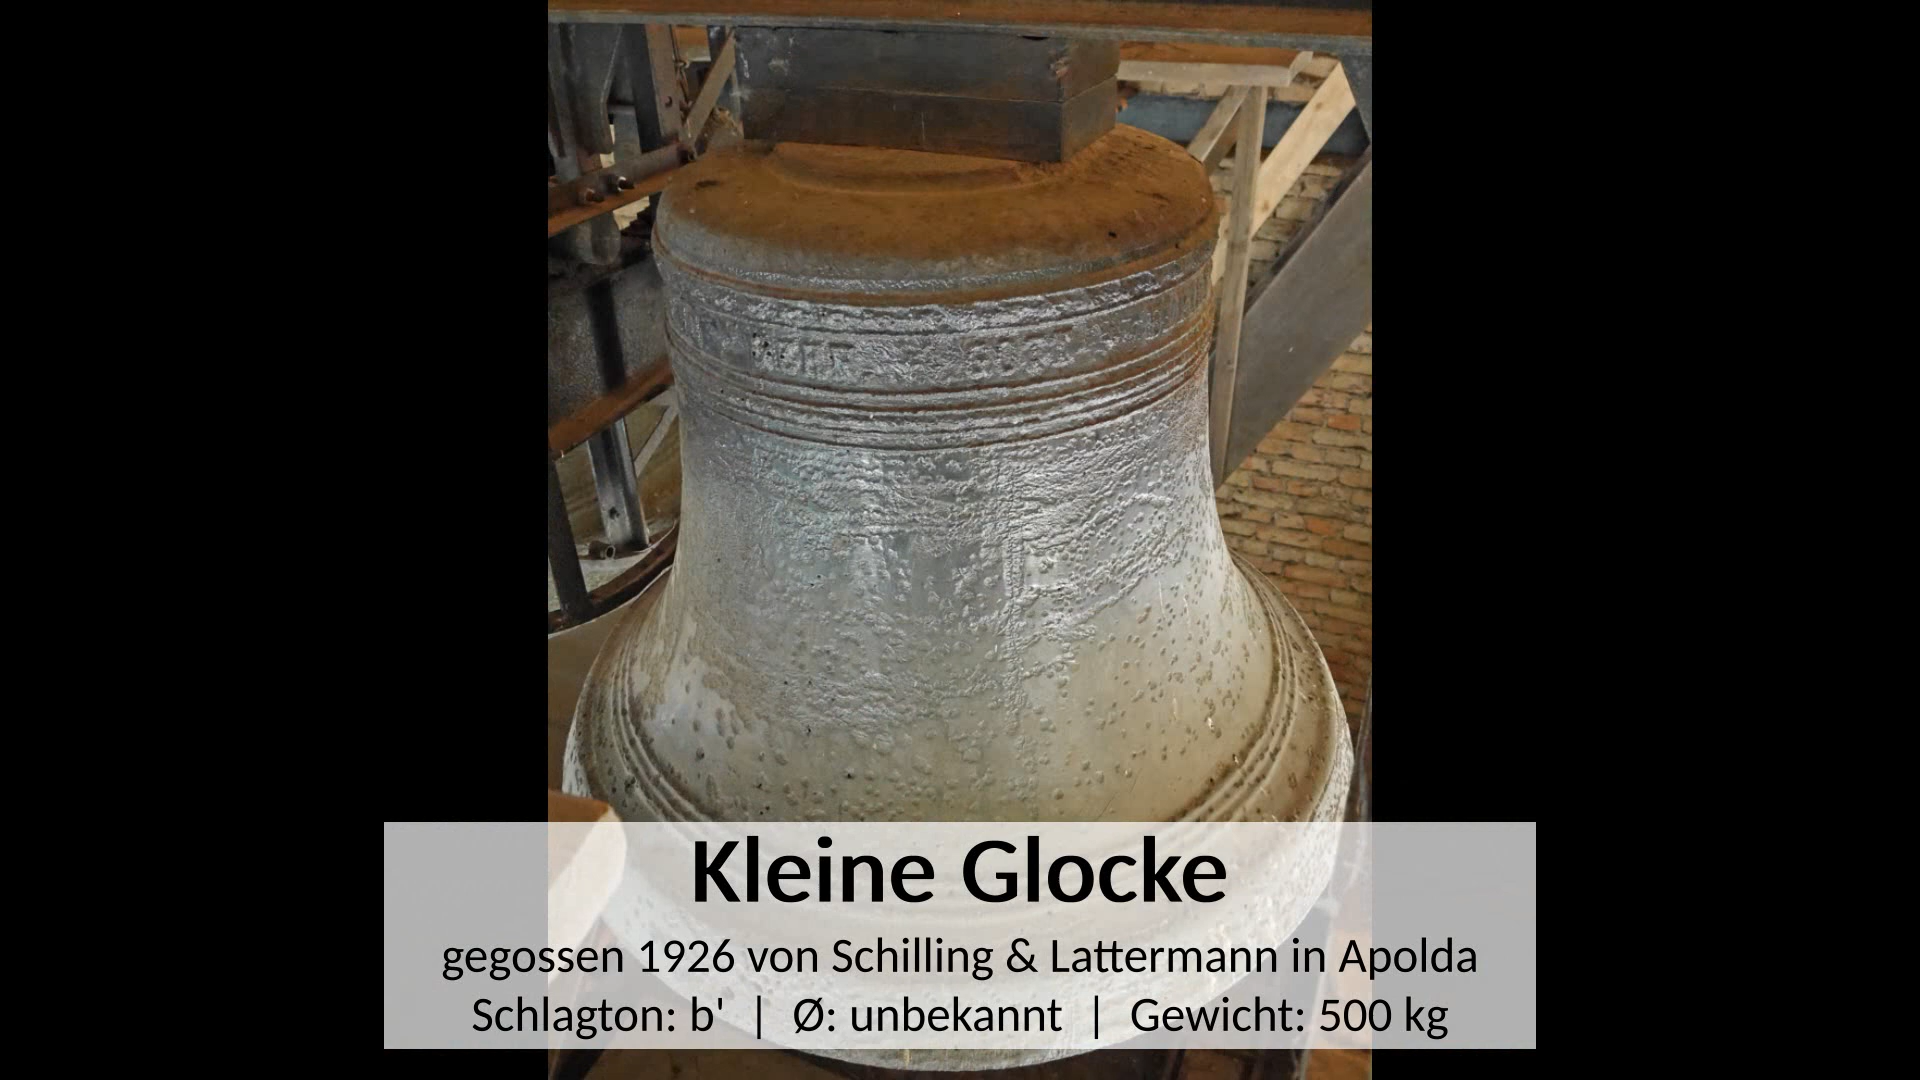 Kleine Glocke
gegossen 1926 von Schilling & Lattermann in Apolda
Schlagton: b' | Ø: unbekannt | Gewicht: 500 kg